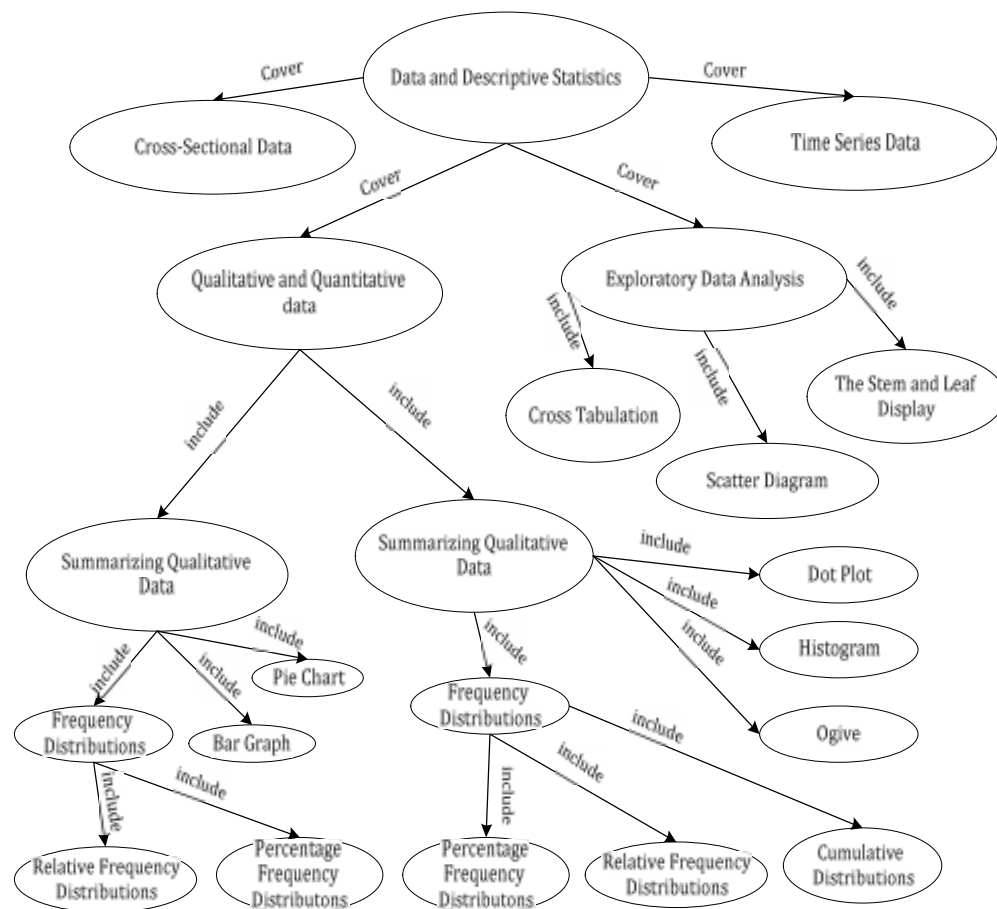 Data and Descriptive Statistics
Cover
Cover
Cross-Sectional Data
Time Series Data
Cover
Cover
Qualitative and Quantitative
data
Exploratory Data Analysis
include
include
include
Cross Tabulation
Scatter Diagram
The Stem and Leaf
Display
include
include
Summarizing Qualitative
Data
Summarizing Qualitative
Data
include
Dot Plot
include
Histogram
include
Ogive
include
include
include
Pie Chart
Bar Graph
Frequency
Distributions
include
Frequency
Distributions
include
include
Relative Frequency
Distributions
Percentage
Frequency
Distributons
include
include
include
Percentage
Frequency
Distributons
Relative Frequency
Distributions
Cumulative
Distributions